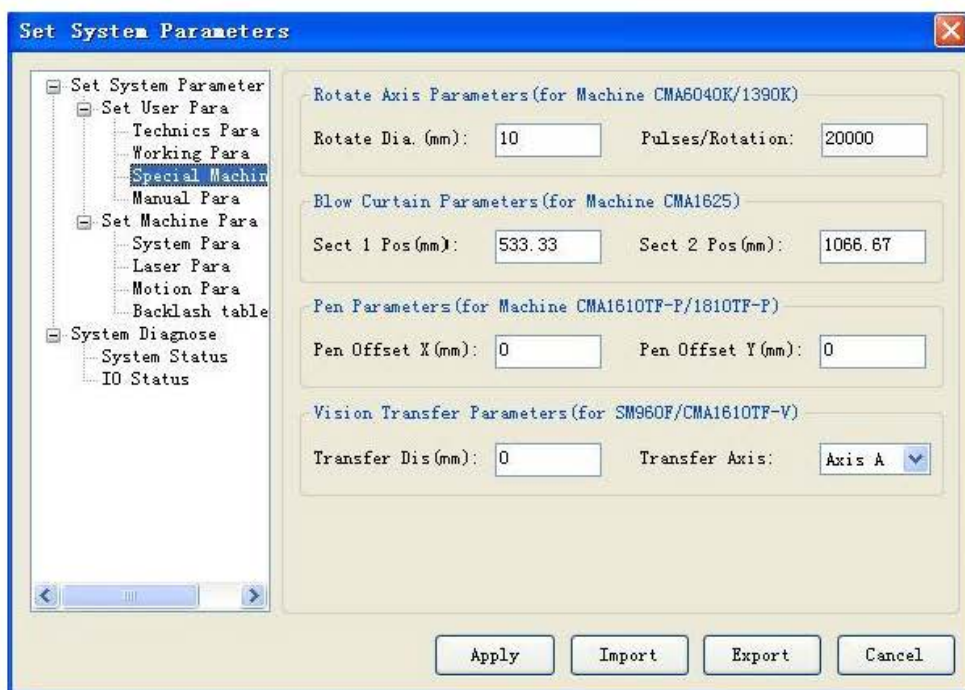 Set System Parameters
Set System Parameter
Set User Para
Technics Para
Working Para
Special Machin
Manual Para
Set Machine Para
System Para
Laser Para
Motion Para
Backlash table
System Diagnose
System Status
IO Status
Rotate Axis Parameters(for Machine CMA6040K/1390K)
Rotate Dia.(mm): 10 Pulses/Rotation: 20000
Blow Curtain Parameters(for Machine CMA1625)
Sect 1 Pos(mm): 533.33 Sect 2 Pos(mm): 1066.67
Pen Parameters(for Machine CMA1610TF-P/1810TF-P)
Pen Offset X(mm): 0 Pen Offset Y(mm): 0
Vision Transfer Parameters(for SM960F/CMA1610TF-V)
Transfer Dis(mm): 0 Transfer Axis: Axis A
Apply Import Export Cancel